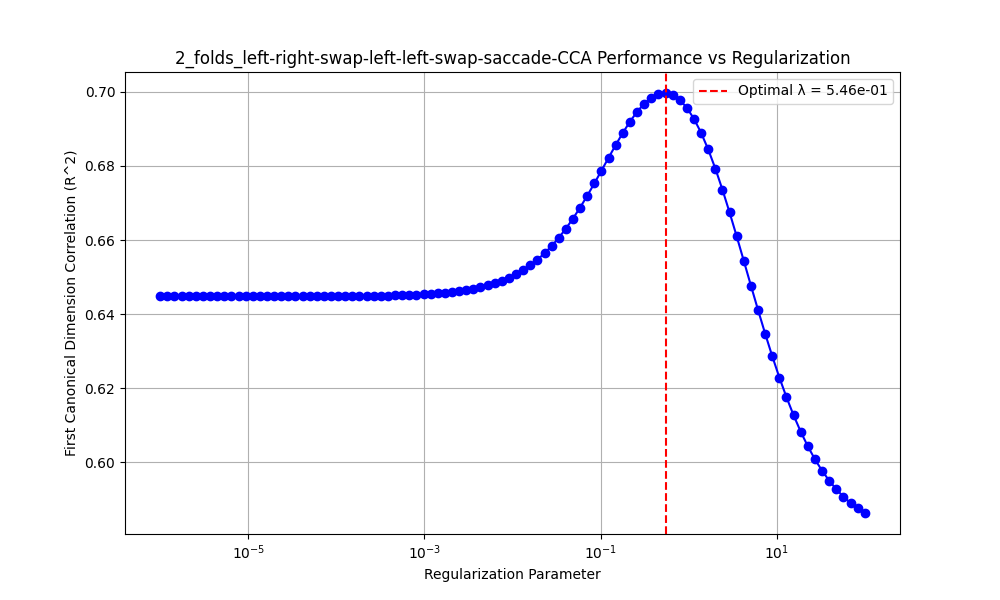 2_folds_left-right-swap-left-left-swap-saccade-CCA Performance vs Regularization
Optimal λ = 5.46e-01
First Canonical Dimension Correlation (R^2)
0.70
0.68
0.66
0.64
0.62
0.60
10⁻⁵ 10⁻³ 10⁻¹ 10¹
Regularization Parameter